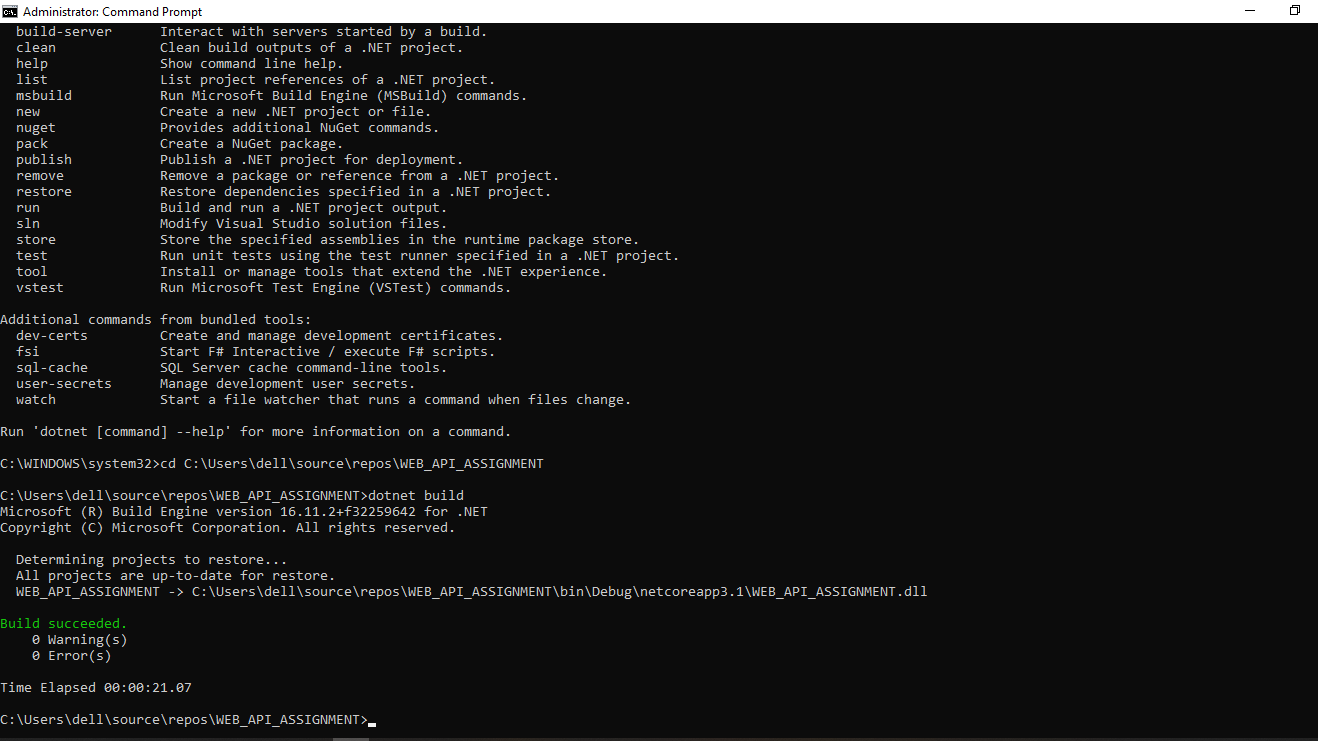 Administrator: Command Prompt
build-server      Interact with servers started by a build.
clean             Clean build outputs of a .NET project.
help              Show command line help.
list              List project references of a .NET project.
msbuild           Run Microsoft Build Engine (MSBuild) commands.
new               Create a new .NET project or file.
nuget             Provides additional NuGet commands.
pack              Create a NuGet package.
publish           Publish a .NET project for deployment.
remove            Remove a package or reference from a .NET project.
restore           Restore dependencies specified in a .NET project.
run               Build and run a .NET project output.
sln               Modify Visual Studio solution files.
store             Store the specified assemblies in the runtime package store.
test              Run unit tests using the test runner specified in a .NET project.
tool              Install or manage tools that extend the .NET experience.
vstest            Run Microsoft Test Engine (VSTest) commands.
Additional commands from bundled tools:
dev-certs         Create and manage development certificates.
fsi               Start F# Interactive / execute F# scripts.
sql-cache         SQL Server cache command-line tools.
user-secrets      Manage development user secrets.
watch             Start a file watcher that runs a command when files change.
Run 'dotnet [command] --help' for more information on a command.
C:\WINDOWS\system32>cd C:\Users\dell\source\repos\WEB_API_ASSIGNMENT
C:\Users\dell\source\repos\WEB_API_ASSIGNMENT>dotnet build
Microsoft (R) Build Engine version 16.11.2+f32259642 for .NET
Copyright (C) Microsoft Corporation. All rights reserved.
Determining projects to restore...
All projects are up-to-date for restore.
WEB_API_ASSIGNMENT -> C:\Users\dell\source\repos\WEB_API_ASSIGNMENT\bin\Debug\netcoreapp3.1\WEB_API_ASSIGNMENT.dll
Build succeeded.
0 Warning(s)
0 Error(s)
Time Elapsed 00:00:21.07
C:\Users\dell\source\repos\WEB_API_ASSIGNMENT>